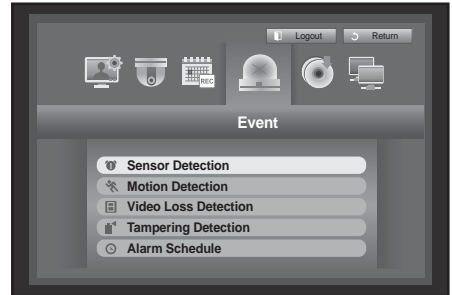 Logout Return
REC
Event
Sensor Detection
Motion Detection
Video Loss Detection
Tampering Detection
Alarm Schedule